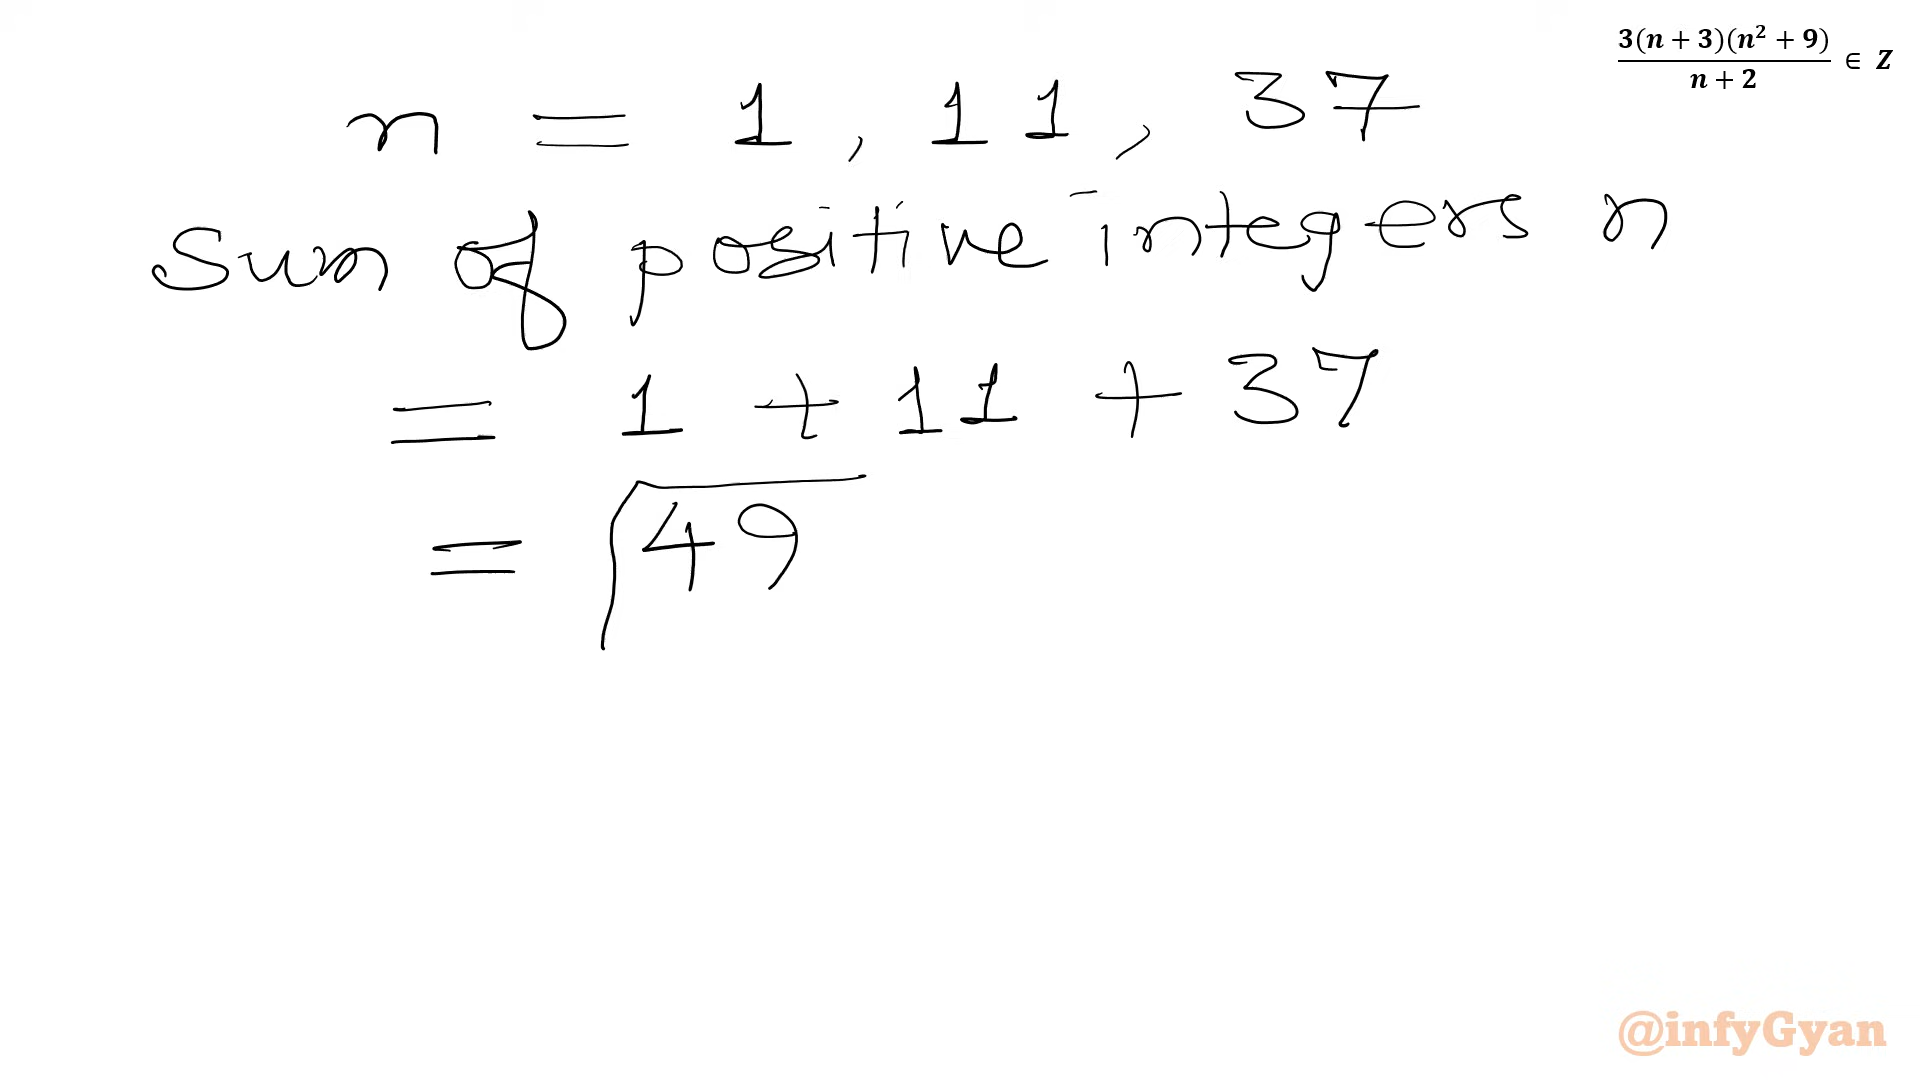 3(n + 3)(n² + 9)
n + 2
∈ Z
n = 1, 11, 37
Sum of positive integers n
= 1 + 11 + 37
= 49
@infyGyan